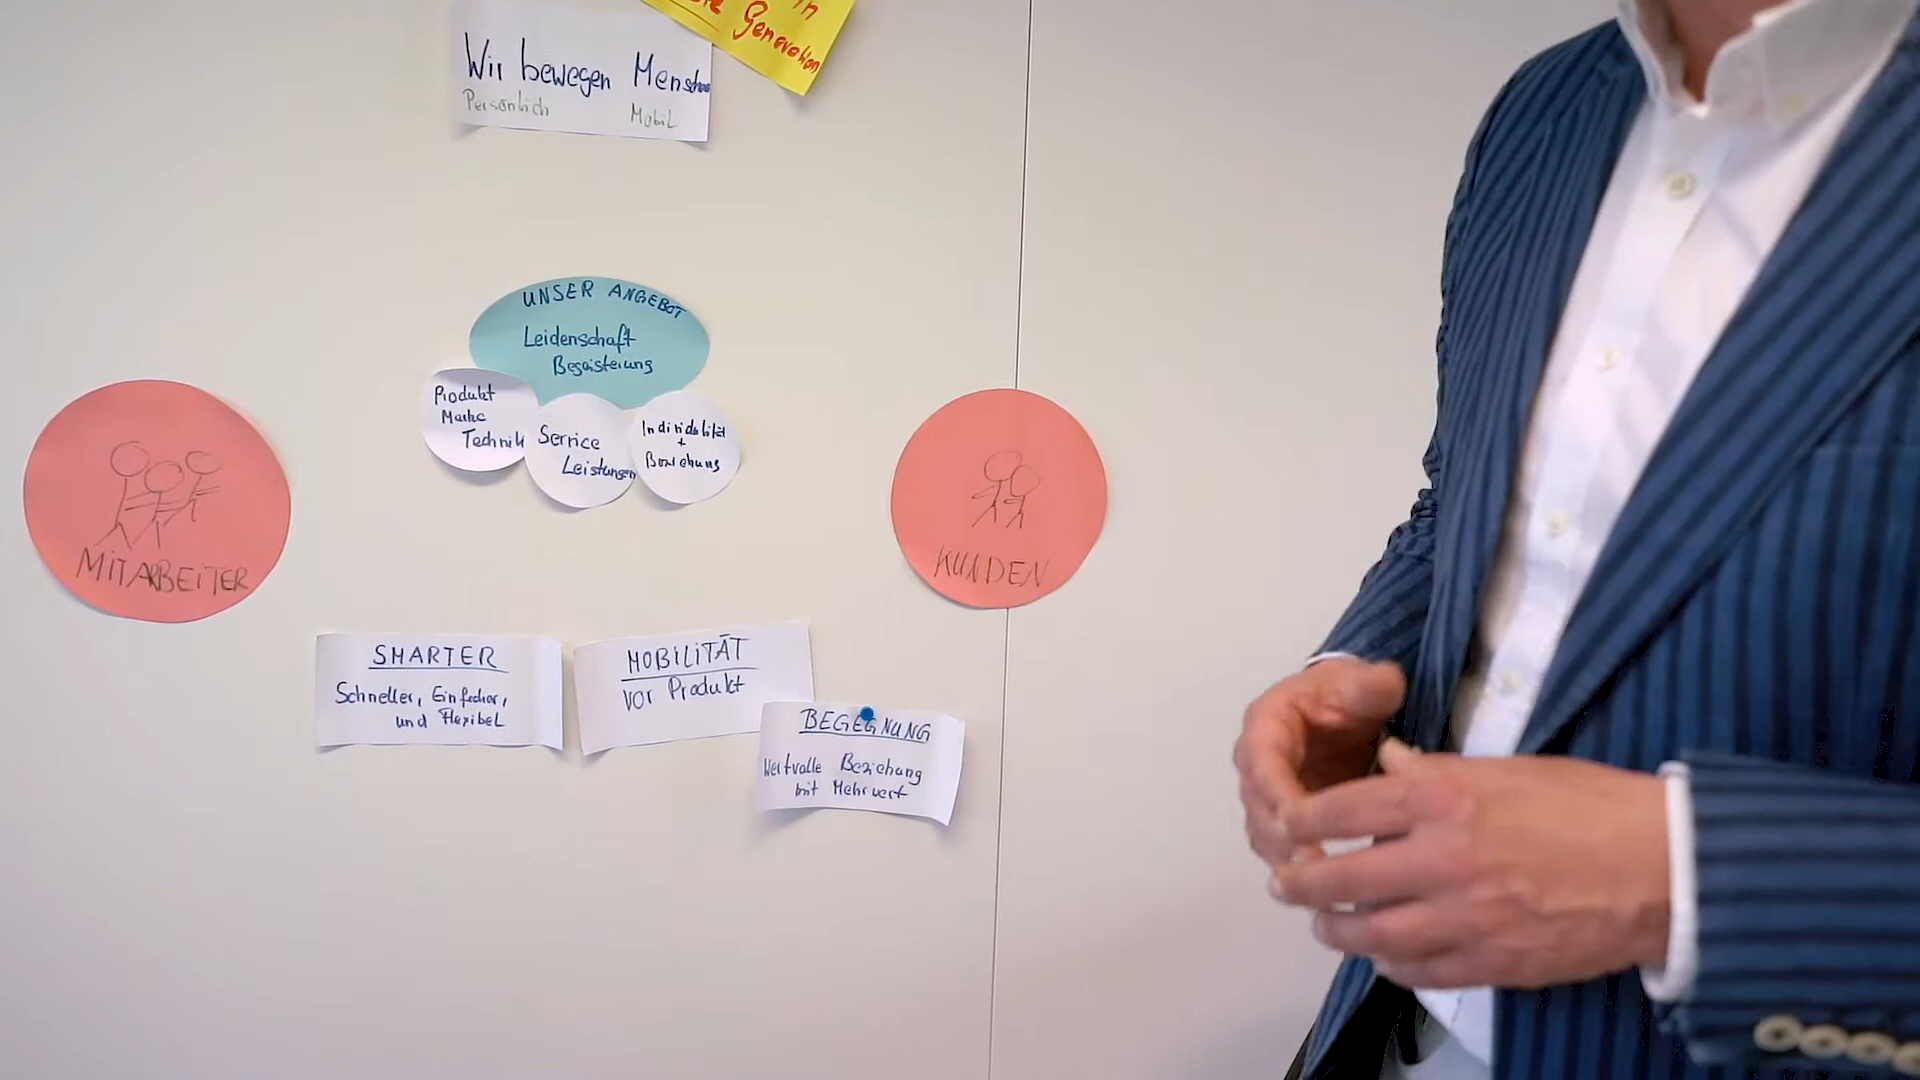 in
Generation
Wir bewegen Menschen
Persönlich Mobil
UNSER ANGEBOT
Leidenschaft
Begeisterung
Produkt
Marke
Technik
Service
Leistungen
Individualität
+
Beziehung
MITARBEITER
KUNDEN
SMARTER
Schneller, Einfacher,
und Flexibel
MOBILITÄT
vor Produkt
BEGEGNUNG
Wertvolle Beziehung
mit Mehrwert